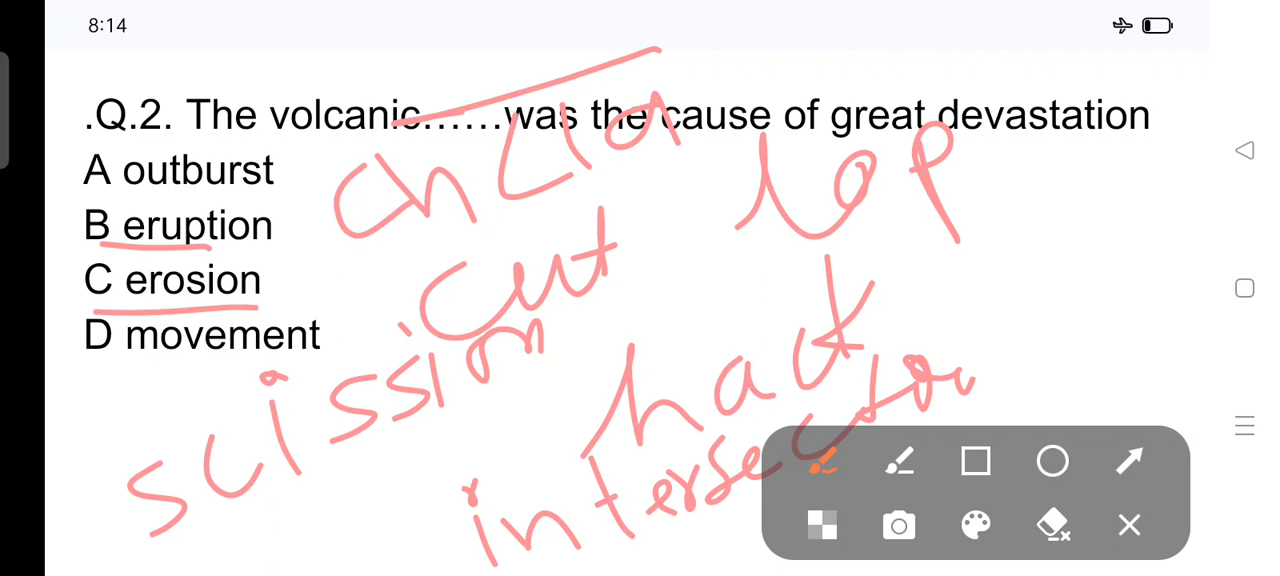 8:14
.Q.2. The volcanic......was the cause of great devastation
A outburst
B eruption
C erosion
D movement
lop
cut
scission
hack